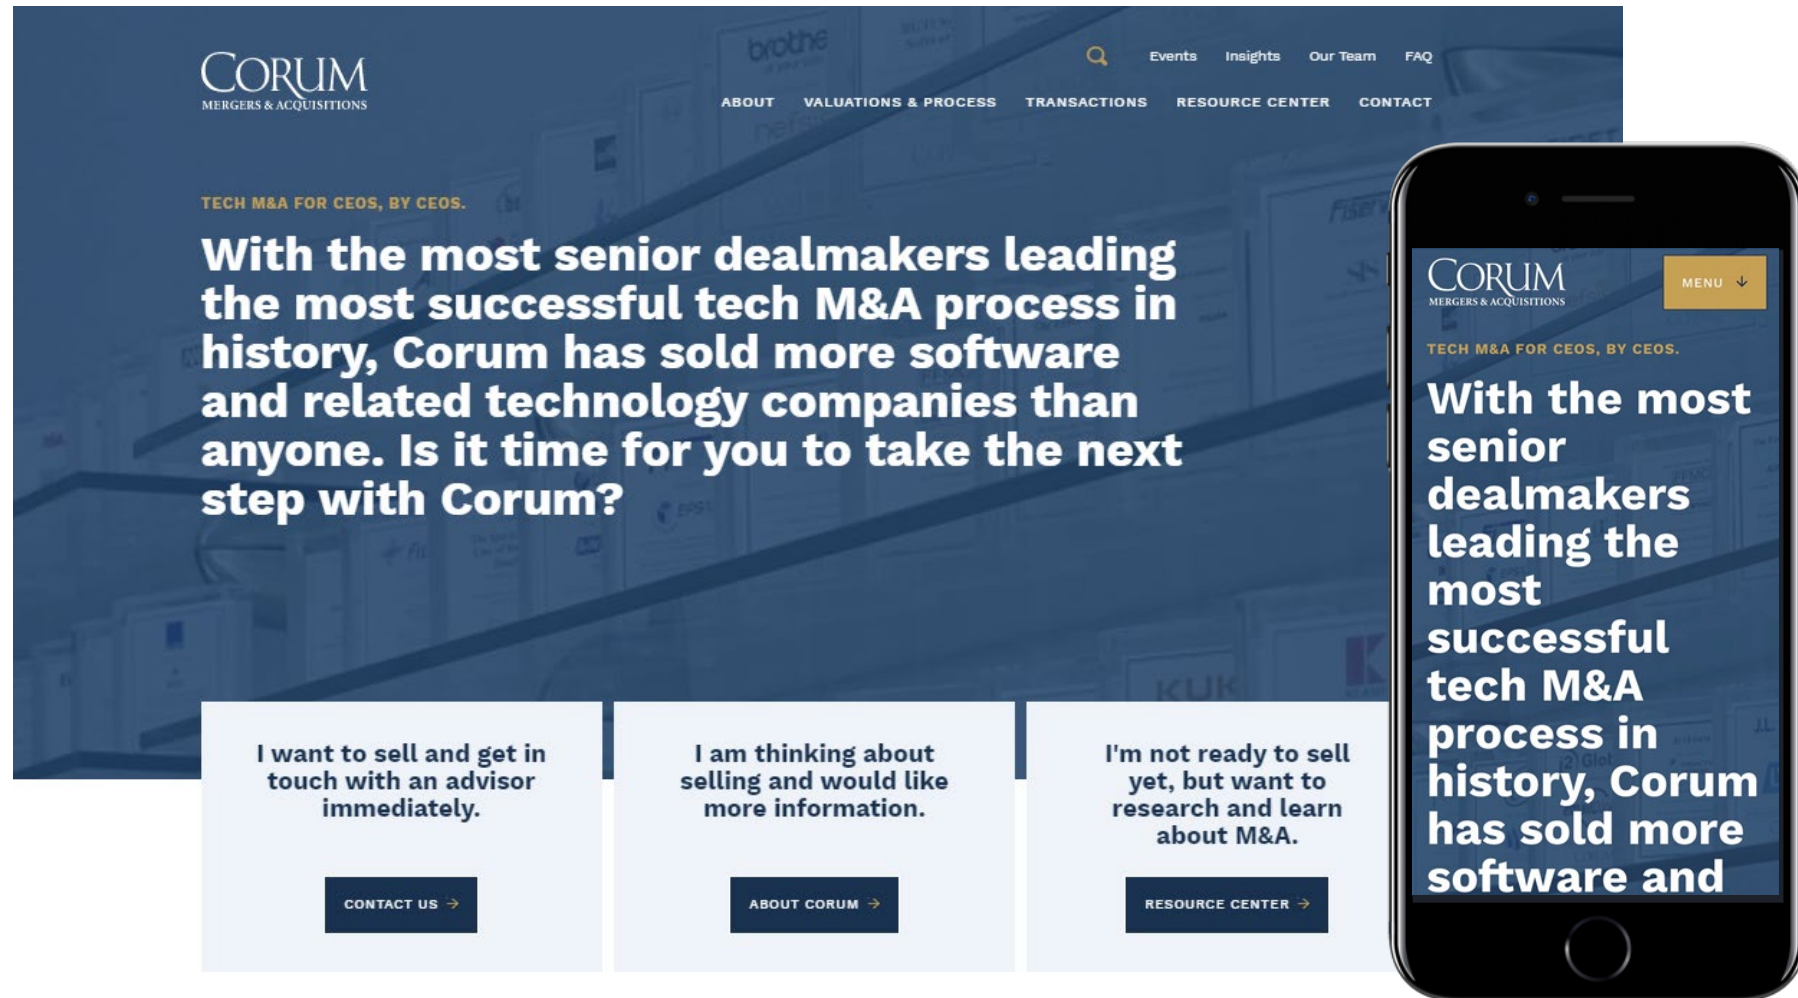 brothe
CORUM
MERGERS & ACQUISITIONS
Events Insights Our Team FAQ
ABOUT VALUATIONS & PROCESS TRANSACTIONS RESOURCE CENTER CONTACT
TECH M&A FOR CEOS, BY CEOS.
With the most senior dealmakers leading
the most successful tech M&A process in
history, Corum has sold more software
and related technology companies than
anyone. Is it time for you to take the next
step with Corum?
KUK
I want to sell and get in
touch with an advisor
immediately.
CONTACT US →
I am thinking about
selling and would like
more information.
ABOUT CORUM →
I'm not ready to sell
yet, but want to
research and learn
about M&A.
RESOURCE CENTER →
CORUM
MERGERS & ACQUISITIONS
MENU ↓
TECH M&A FOR CEOS, BY CEOS.
With the most
senior
dealmakers
leading the
most
successful
tech M&A
process in
history, Corum
has sold more
software and